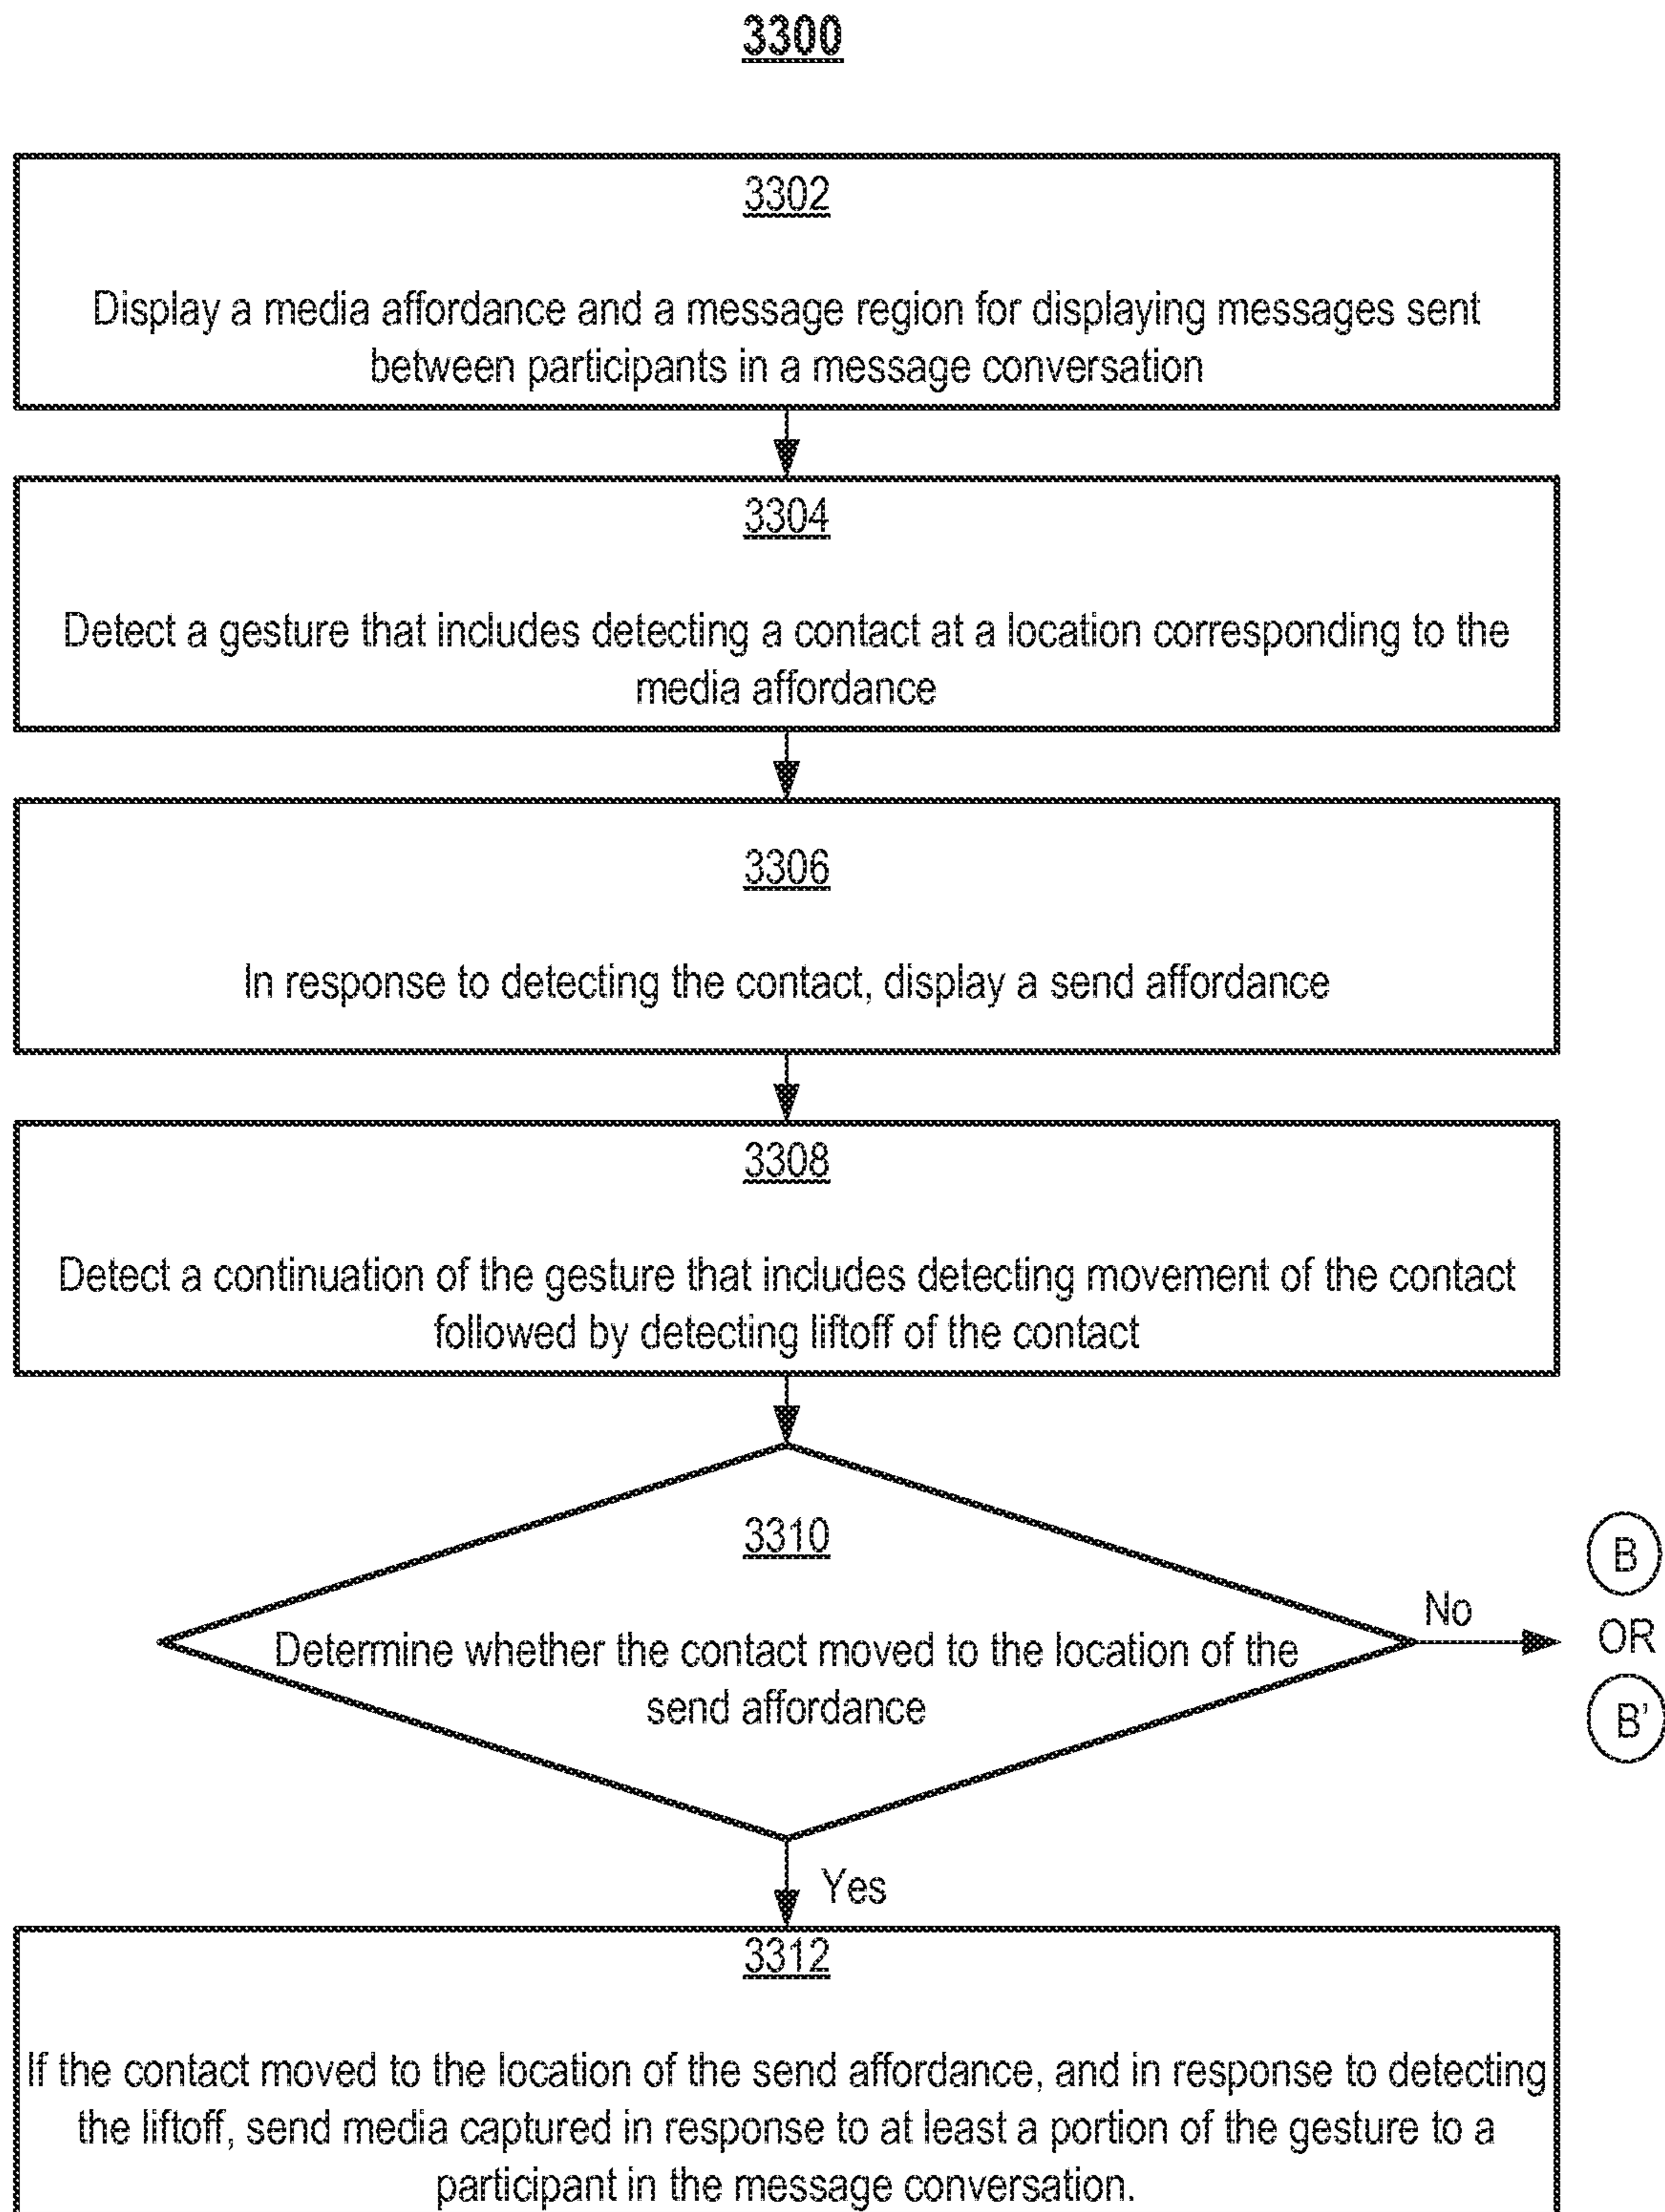 3300
3302
Display a media affordance and a message region for displaying messages sent
between participants in a message conversation
3304
Detect a gesture that includes detecting a contact at a location corresponding to the
media affordance
3306
In response to detecting the contact, display a send affordance
3308
Detect a continuation of the gesture that includes detecting movement of the contact
followed by detecting liftoff of the contact
3310
Determine whether the contact moved to the location of the
send affordance
No
B
OR
B'
Yes
3312
If the contact moved to the location of the send affordance, and in response to detecting
the liftoff, send media captured in response to at least a portion of the gesture to a
participant in the message conversation.